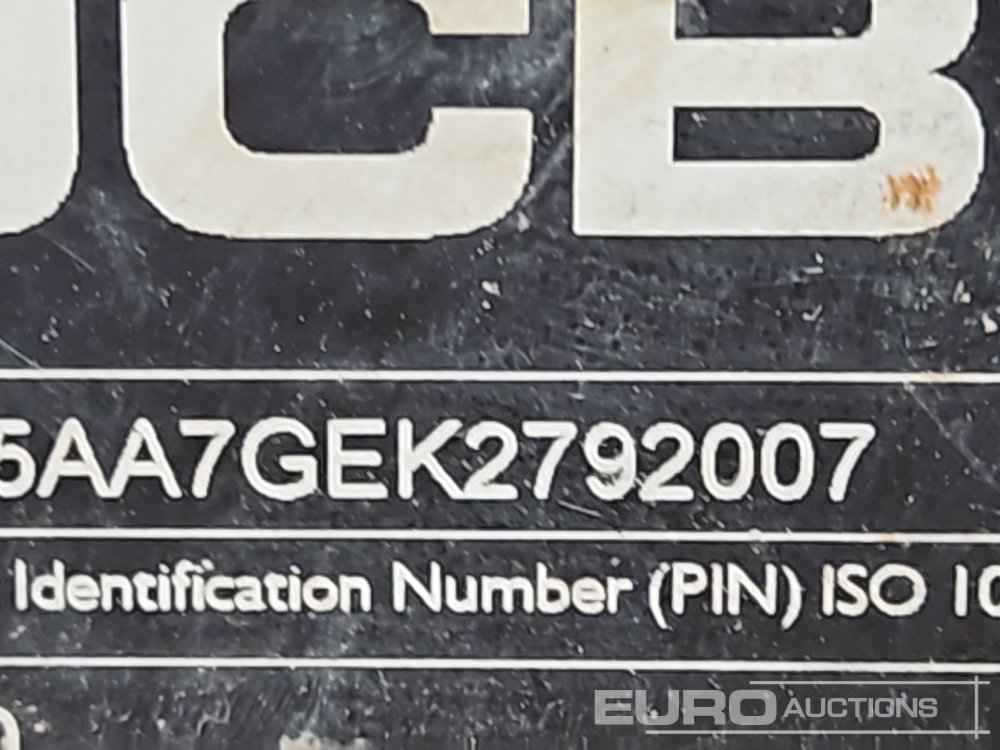 JCB
5AA7GEK2792007
Identification Number (PIN) ISO 10
EURO AUCTIONS